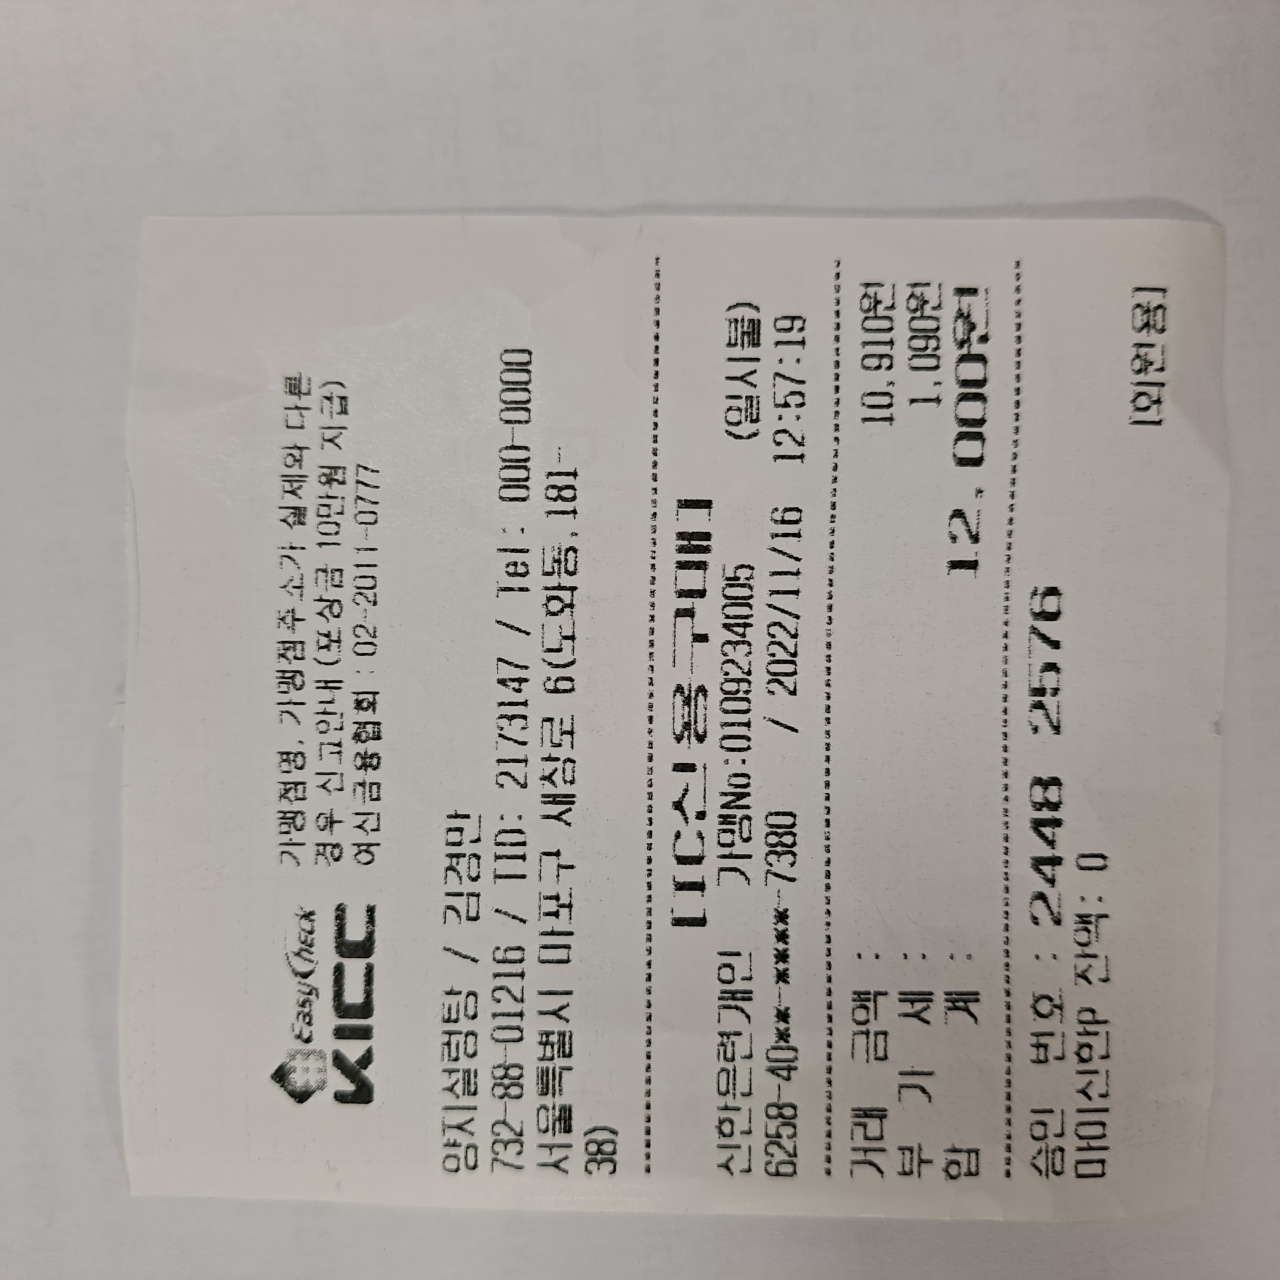 EasyCheck
KICC
가맹점명, 가맹점주소가 실제와 다른
경우 신고안내(포상금 10만원 지급)
여신금융협회 : 02-2011-0777
양지설렁탕 / 김경만
732-88-01216 / TID: 2173147 / Tel: 000-0000
서울특별시 마포구 새창로 6(도화동,181-
38)
[IC신용구매]
신한은련개인 가맹No:0109234005 (일시불)
6258-40**-****-7380 / 2022/11/16 12:57:19
거래 금액 : 10,910원
부 가 세 : 1,090원
합 계 : 12,000원
승인 번호 : 2448 2576
마이신한P 잔액: 0
[회원용]